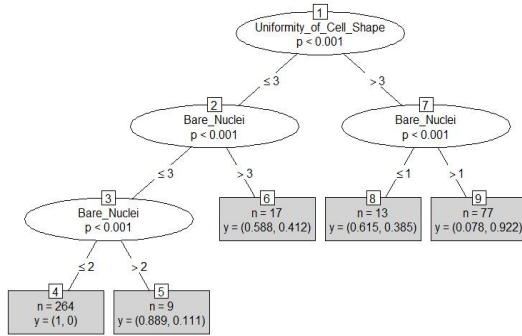 1
Uniformity_of_Cell_Shape
p < 0.001
≤ 3
> 3
2
Bare_Nuclei
p < 0.001
7
Bare_Nuclei
p < 0.001
≤ 3
> 3
≤ 1
> 1
3
Bare_Nuclei
p < 0.001
6
n = 17
y = (0.588, 0.412)
8
n = 13
y = (0.615, 0.385)
9
n = 77
y = (0.078, 0.922)
≤ 2
> 2
4
n = 264
y = (1, 0)
5
n = 9
y = (0.889, 0.111)